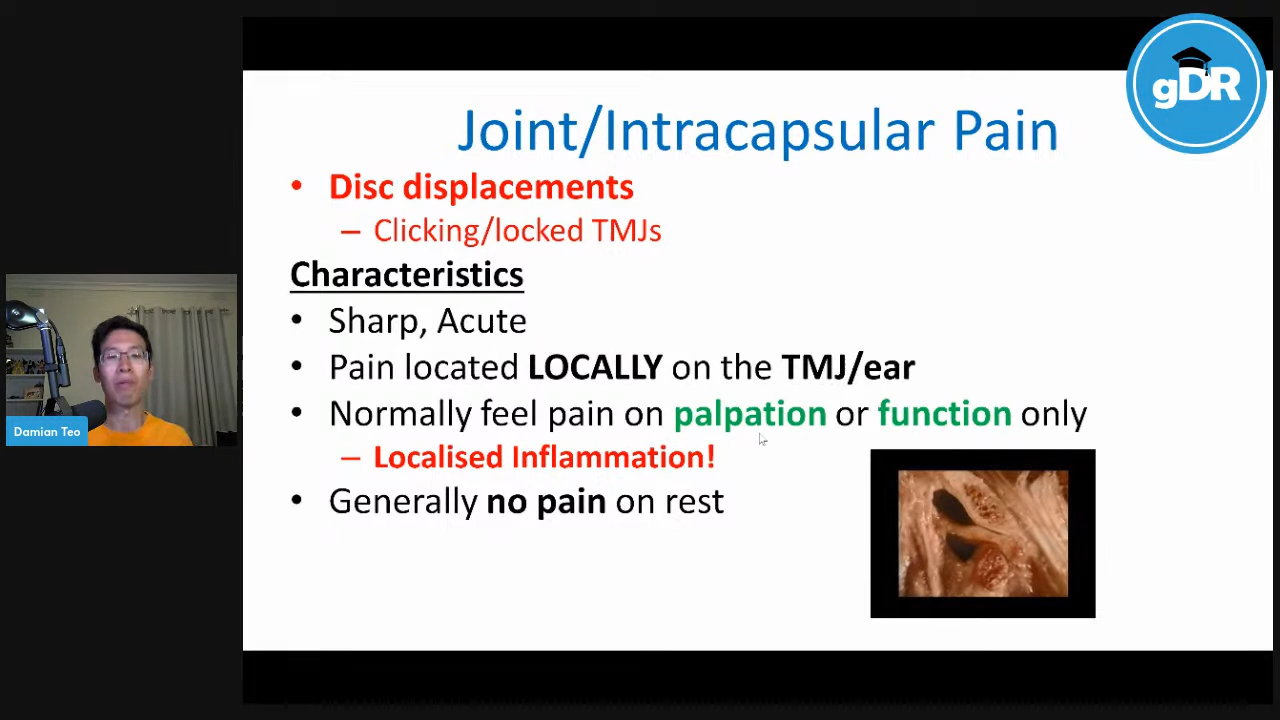 gDR
Joint/Intracapsular Pain
• Disc displacements
– Clicking/locked TMJs
Characteristics
• Sharp, Acute
• Pain located LOCALLY on the TMJ/ear
• Normally feel pain on palpation or function only
– Localised Inflammation!
• Generally no pain on rest
Damian Teo